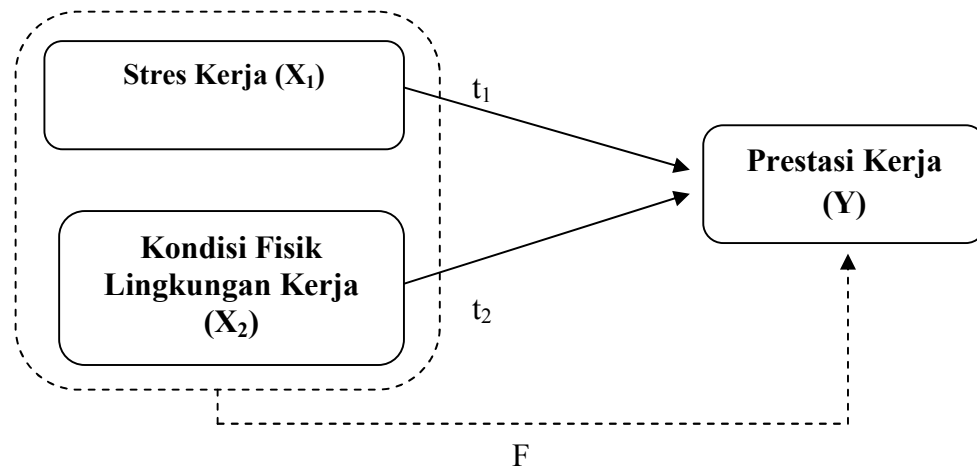 Stres Kerja (X₁)
t₁
Prestasi Kerja
(Y)
Kondisi Fisik
Lingkungan Kerja
(X₂)
t₂
F